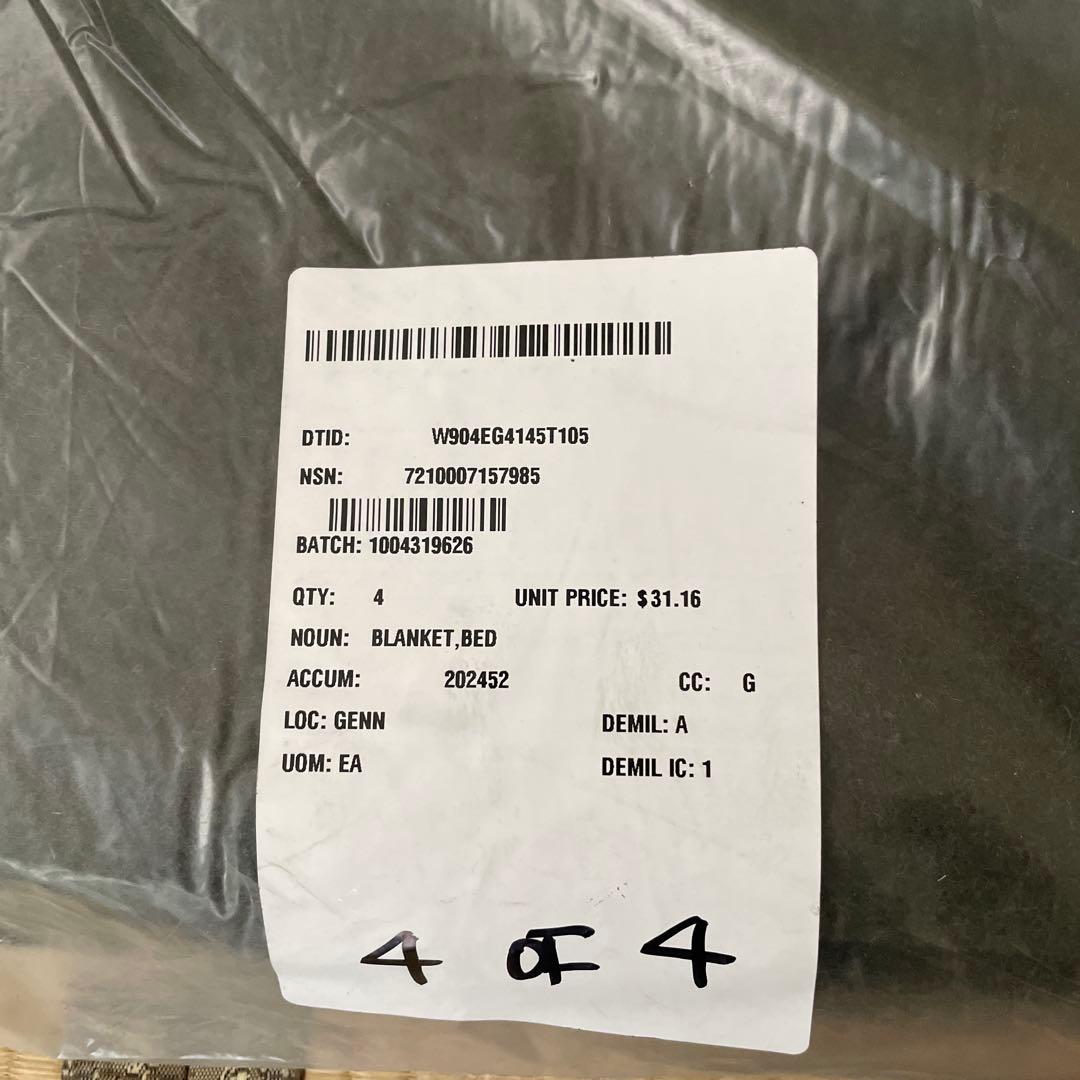 DTID: W904EG4145T105
NSN: 7210007157985
BATCH: 1004319626
QTY: 4 UNIT PRICE: $31.16
NOUN: BLANKET,BED
ACCUM: 202452 CC: G
LOC: GENN DEMIL: A
UOM: EA DEMIL IC: 1
4 OF 4